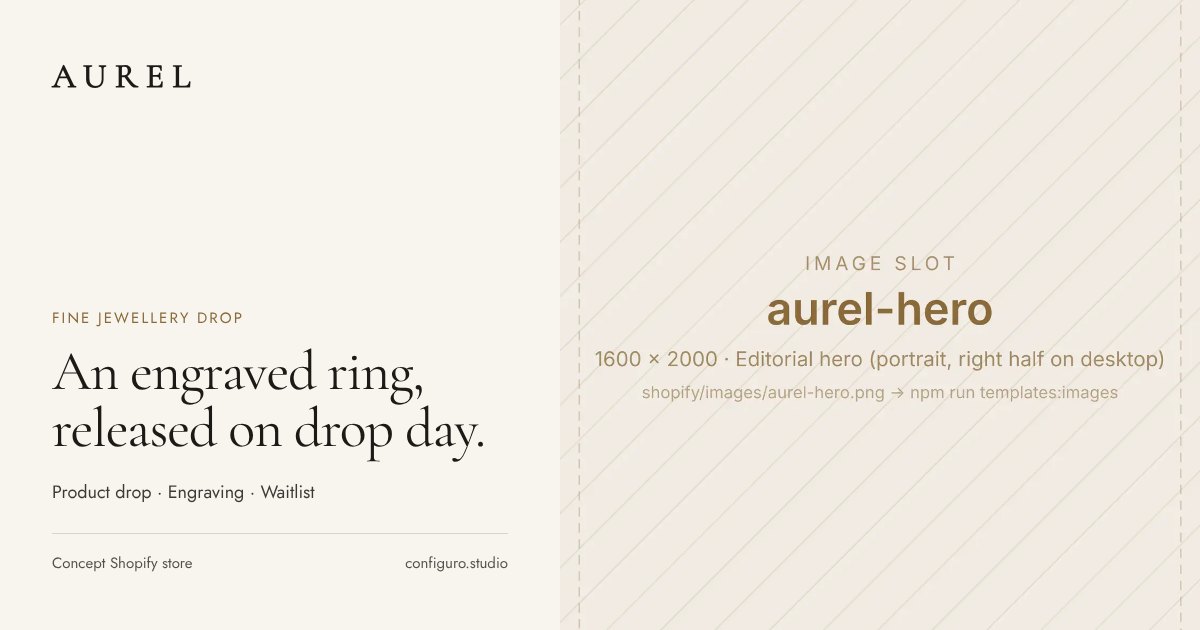 AUREL
FINE JEWELLERY DROP
An engraved ring,
released on drop day.
Product drop · Engraving · Waitlist
Concept Shopify store
configuro.studio
IMAGE SLOT
aurel-hero
1600 × 2000 · Editorial hero (portrait, right half on desktop)
shopify/images/aurel-hero.png → npm run templates:images